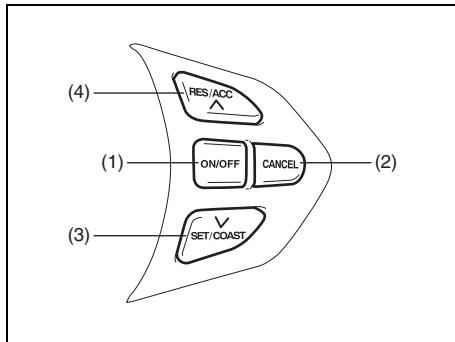 (4)
RES/ACC
(1)
ON/OFF
CANCEL
(2)
(3)
SET/COAST